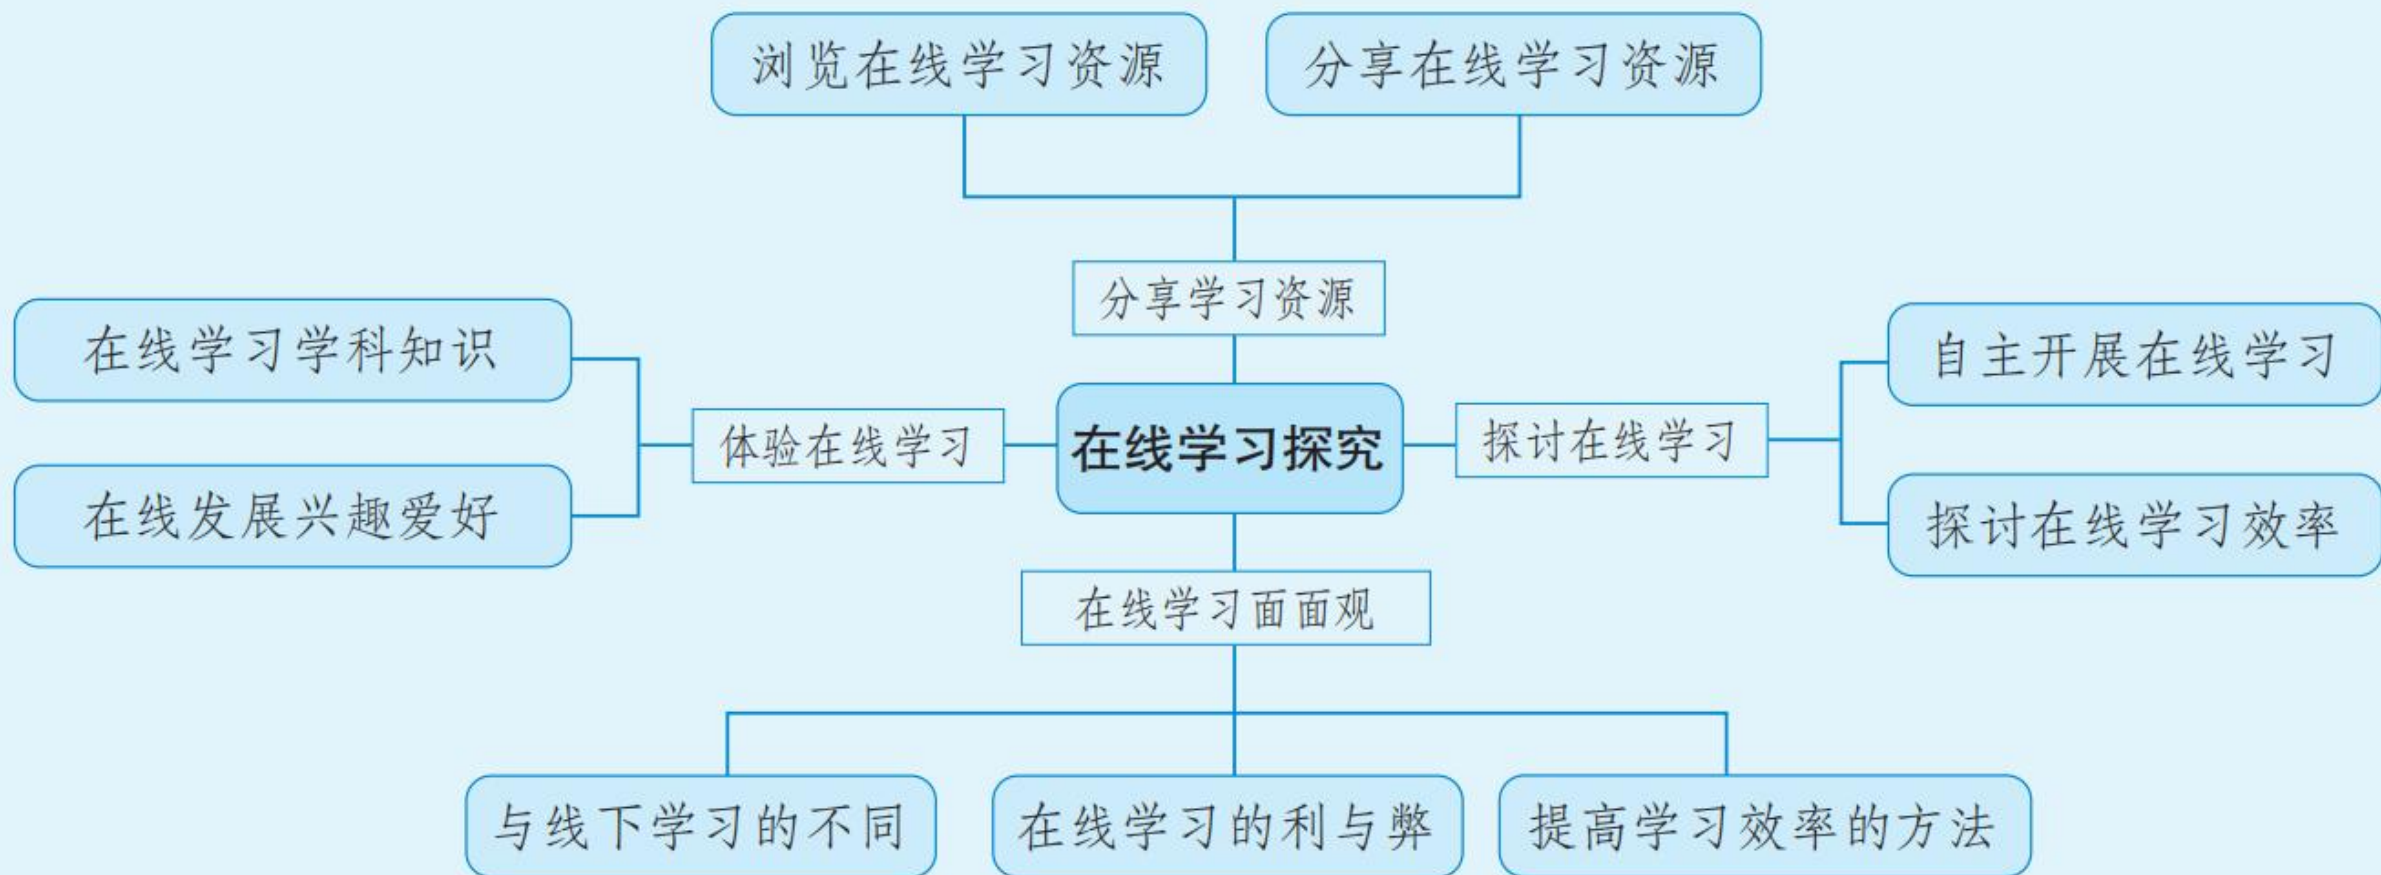 浏览在线学习资源
分享在线学习资源
分享学习资源
在线学习学科知识
在线发展兴趣爱好
体验在线学习
在线学习探究
探讨在线学习
自主开展在线学习
探讨在线学习效率
在线学习面面观
与线下学习的不同
在线学习的利与弊
提高学习效率的方法